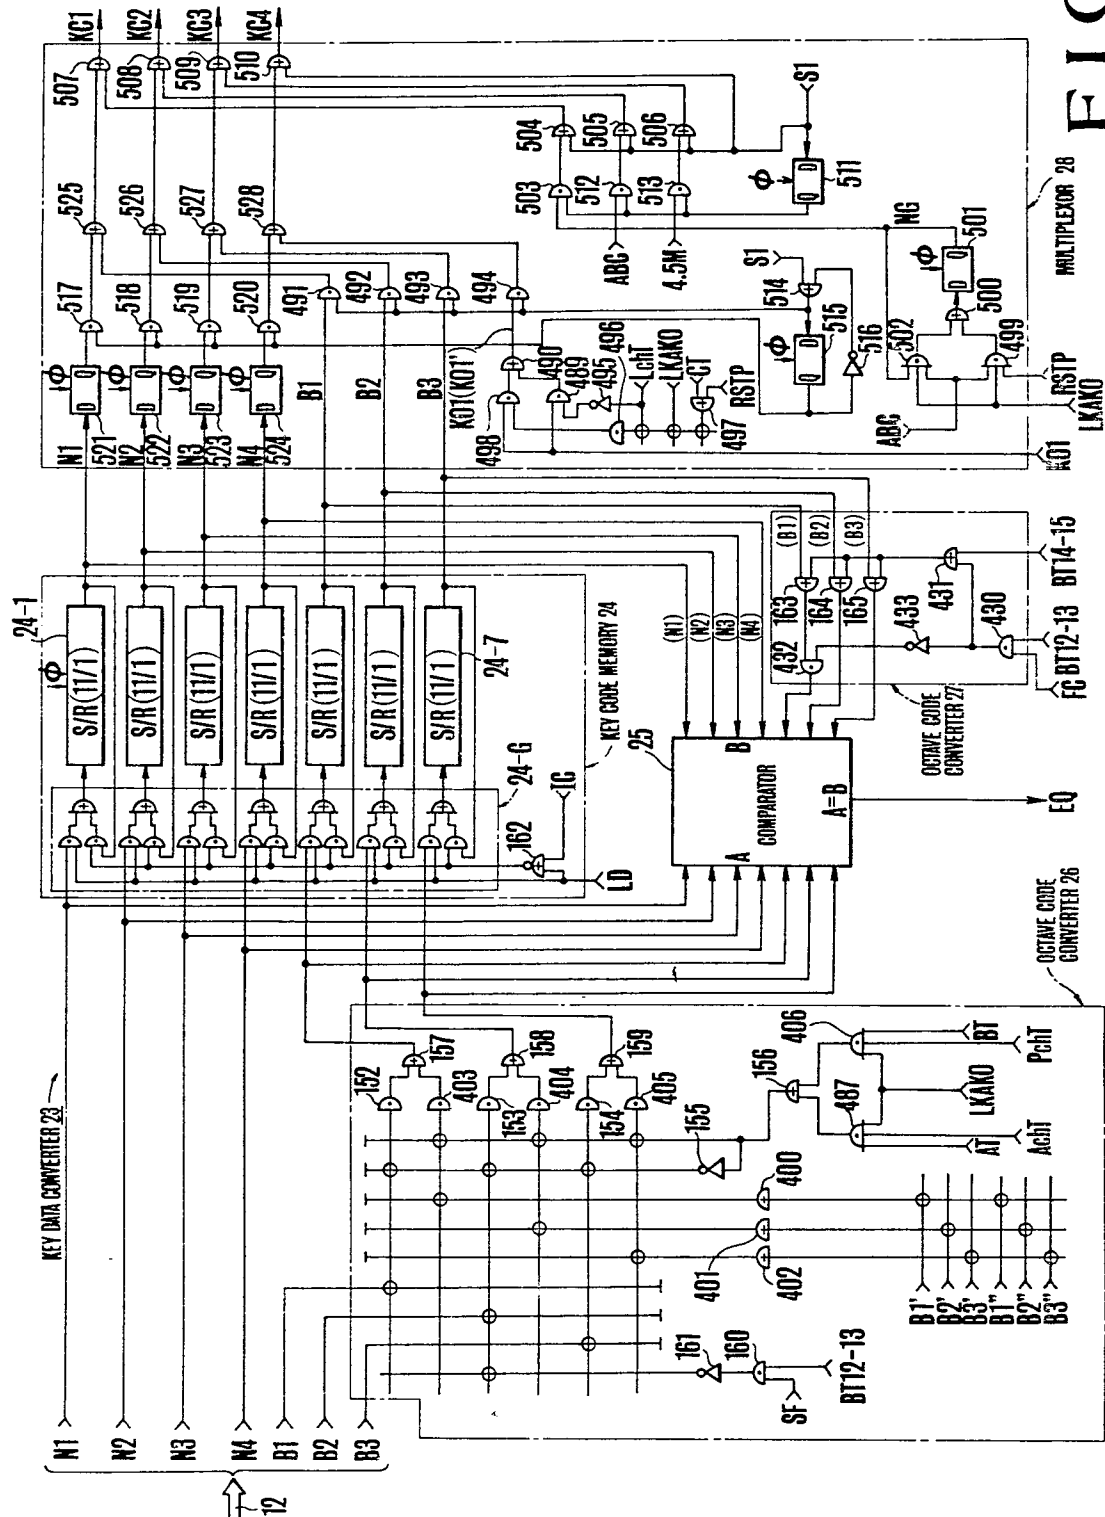 FIG
KC1
KC2
KC3
KC4
507
508
509
510
525
526
527
528
504
505
506
S1
503
512
513
ϕ
D
Q
511
ABC
4.5M
NG
501
ϕ
D
Q
500
MULTIPLEXOR 28
517
518
519
520
491
492
493
494
S1
514
ϕ
D
Q
515
516
502
499
ABC
RSTP
LKAKO
ϕ
ϕ
ϕ
ϕ
Q
D
Q
D
Q
D
Q
D
N1
521
N2
522
N3
523
N4
524
B1
B2
B3
K01(K01')
490
489
498
495
496
LchT
LKAKO
CT
RSTP
497
A01
24-1
ϕ
S/R(11/1)
S/R(11/1)
S/R(11/1)
S/R(11/1)
S/R(11/1)
S/R(11/1)
S/R(11/1)
24-7
KEY CODE MEMORY 24
24-G
162
IC
LD
(N1)
(N2)
(N3)
(N4)
(B1)
(B2)
(B3)
163
164
165
432
433
431
430
BT14-15
BT12-13
FC
OCTAVE CODE
CONVERTER 27
25
A
B
COMPARATOR
A=B
EQ
KEY DATA CONVERTER 23
OCTAVE CODE
CONVERTER 26
152
403
153
404
154
405
157
158
159
155
156
406
487
BT
PchT
LKAKO
AchT
AT
400
401
402
B1'
B2'
B3'
B1"
B2"
B3"
161
160
SF
BT12-13
N1
N2
N3
N4
B1
B2
B3
12